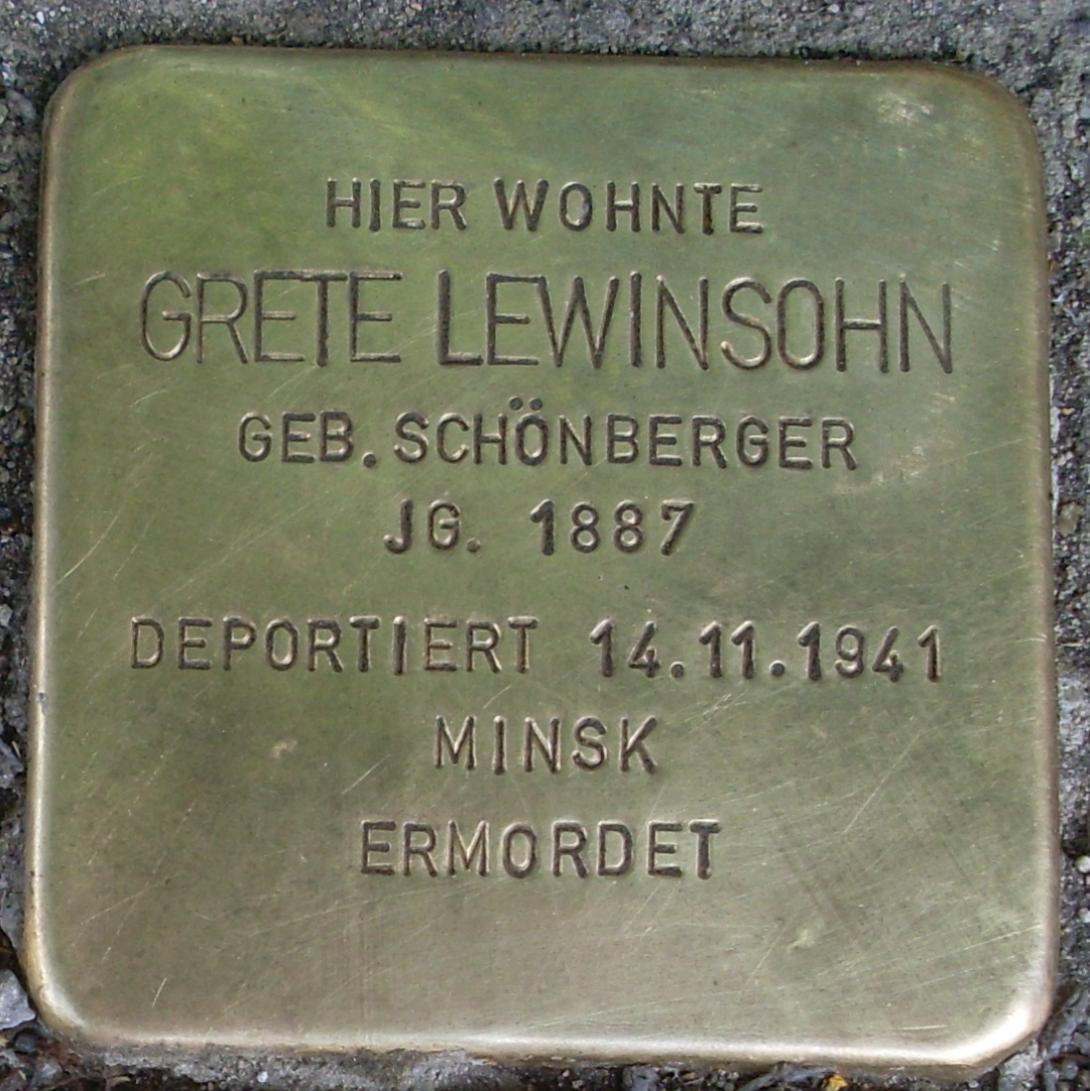 HIER WOHNTE
GRETE LEWINSOHN
GEB. SCHÖNBERGER
JG. 1887
DEPORTIERT 14.11.1941
MINSK
ERMORDET